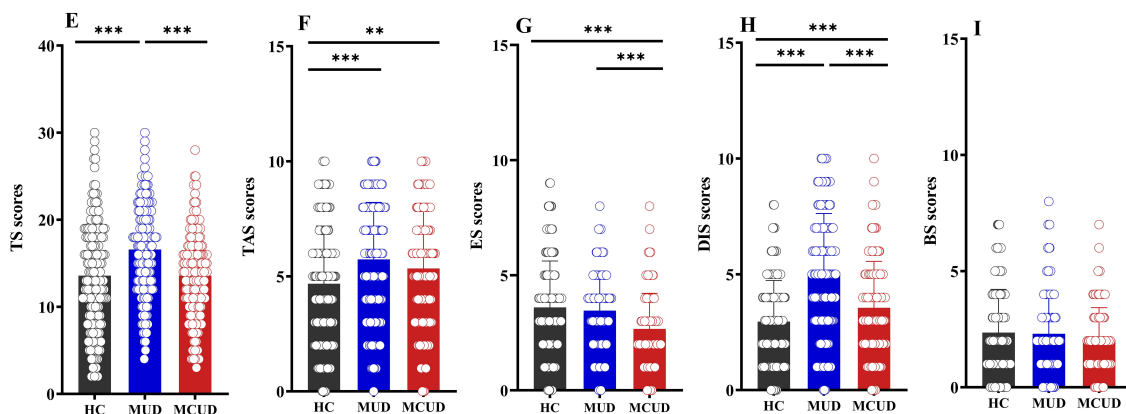 E
*** ***
TS scores
40
30
20
10
0
HC MUD MCUD
F
**
***
TAS scores
15
10
5
0
HC MUD MCUD
G
***
***
ES scores
15
10
5
0
HC MUD MCUD
H
***
*** ***
DIS scores
15
10
5
0
HC MUD MCUD
I
BS scores
15
10
5
0
HC MUD MCUD